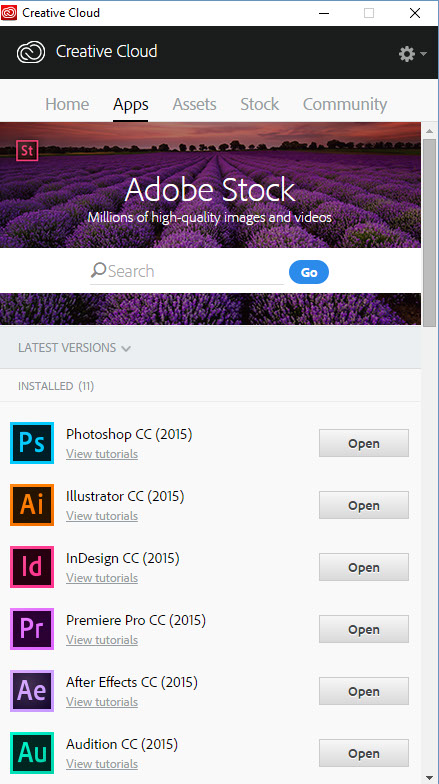 Creative Cloud
Creative Cloud
Home Apps Assets Stock Community
St
Adobe Stock
Millions of high-quality images and videos
Search Go
LATEST VERSIONS
INSTALLED (11)
Ps Photoshop CC (2015) Open
View tutorials
Ai Illustrator CC (2015) Open
View tutorials
Id InDesign CC (2015) Open
View tutorials
Pr Premiere Pro CC (2015) Open
View tutorials
Ae After Effects CC (2015) Open
View tutorials
Au Audition CC (2015) Open
View tutorials